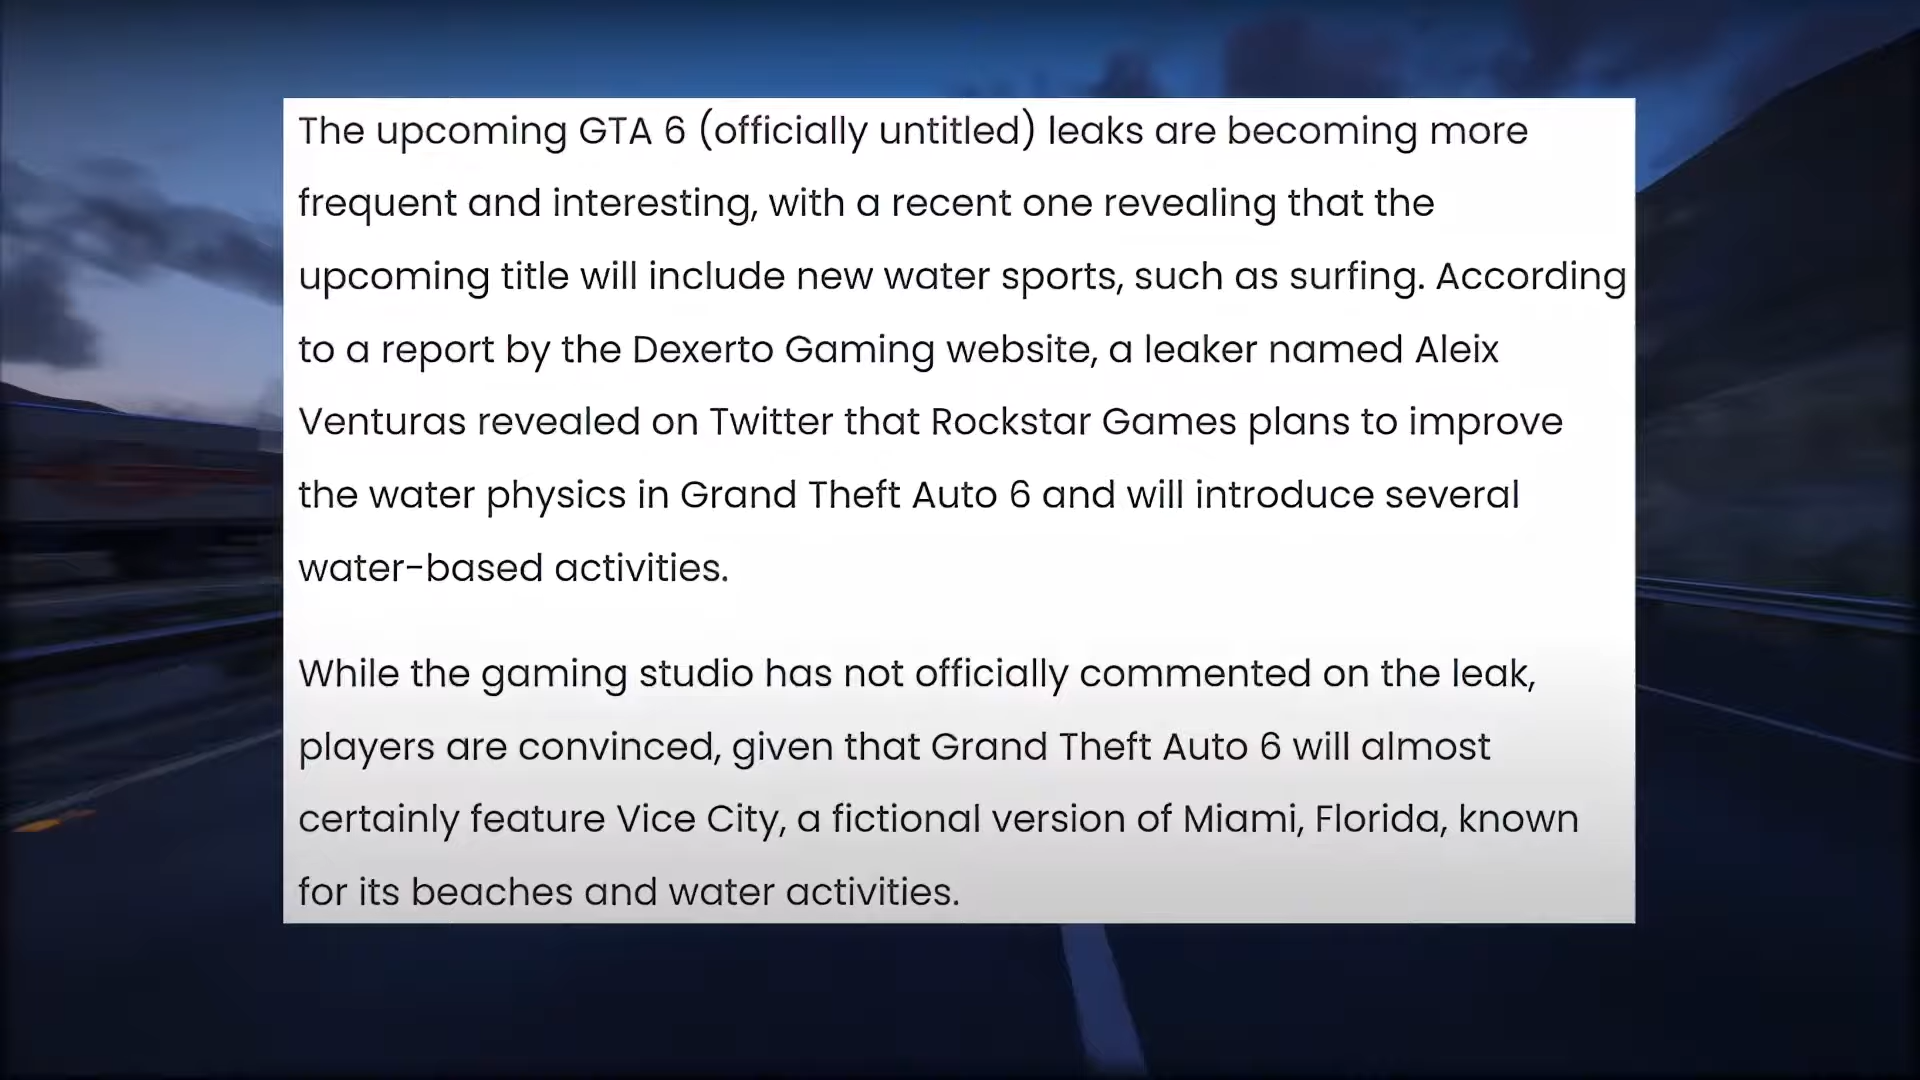 The upcoming GTA 6 (officially untitled) leaks are becoming more
frequent and interesting, with a recent one revealing that the
upcoming title will include new water sports, such as surfing. According
to a report by the Dexerto Gaming website, a leaker named Aleix
Venturas revealed on Twitter that Rockstar Games plans to improve
the water physics in Grand Theft Auto 6 and will introduce several
water-based activities.
While the gaming studio has not officially commented on the leak,
players are convinced, given that Grand Theft Auto 6 will almost
certainly feature Vice City, a fictional version of Miami, Florida, known
for its beaches and water activities.